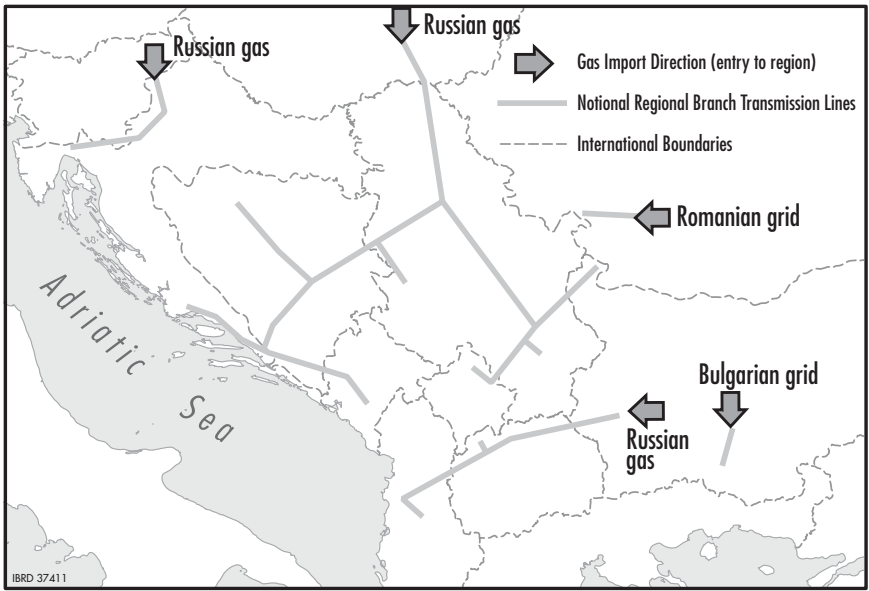 Russian gas
Russian gas
Gas Import Direction (entry to region)
Notional Regional Branch Transmission Lines
International Boundaries
Romanian grid
Adriatic
Sea
Bulgarian grid
Russian
gas
IBRD 37411